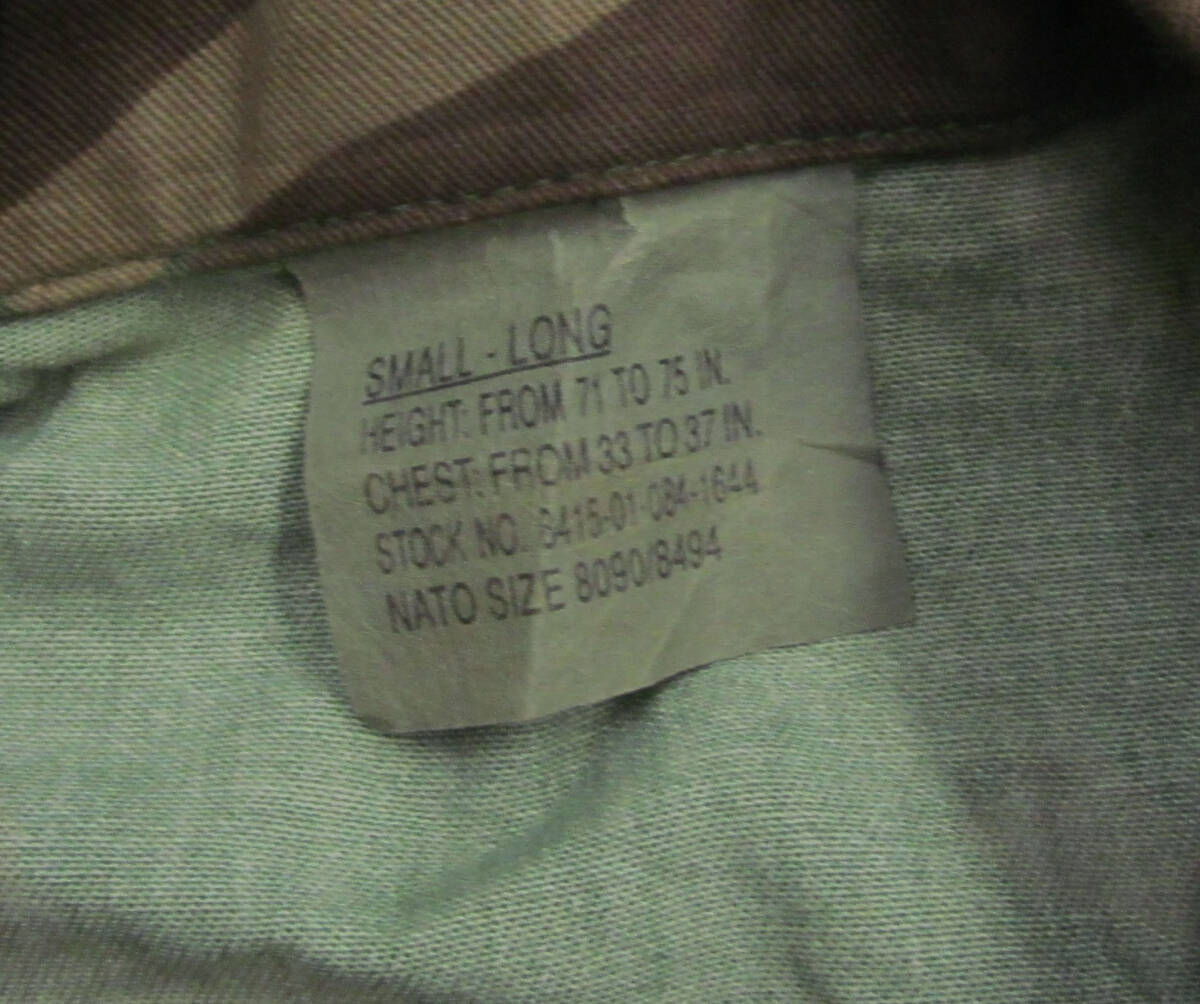 SMALL - LONG
HEIGHT: FROM 71 TO 75 IN.
CHEST: FROM 33 TO 37 IN.
STOCK NO. 8415-01-084-1644
NATO SIZE 8090/8494